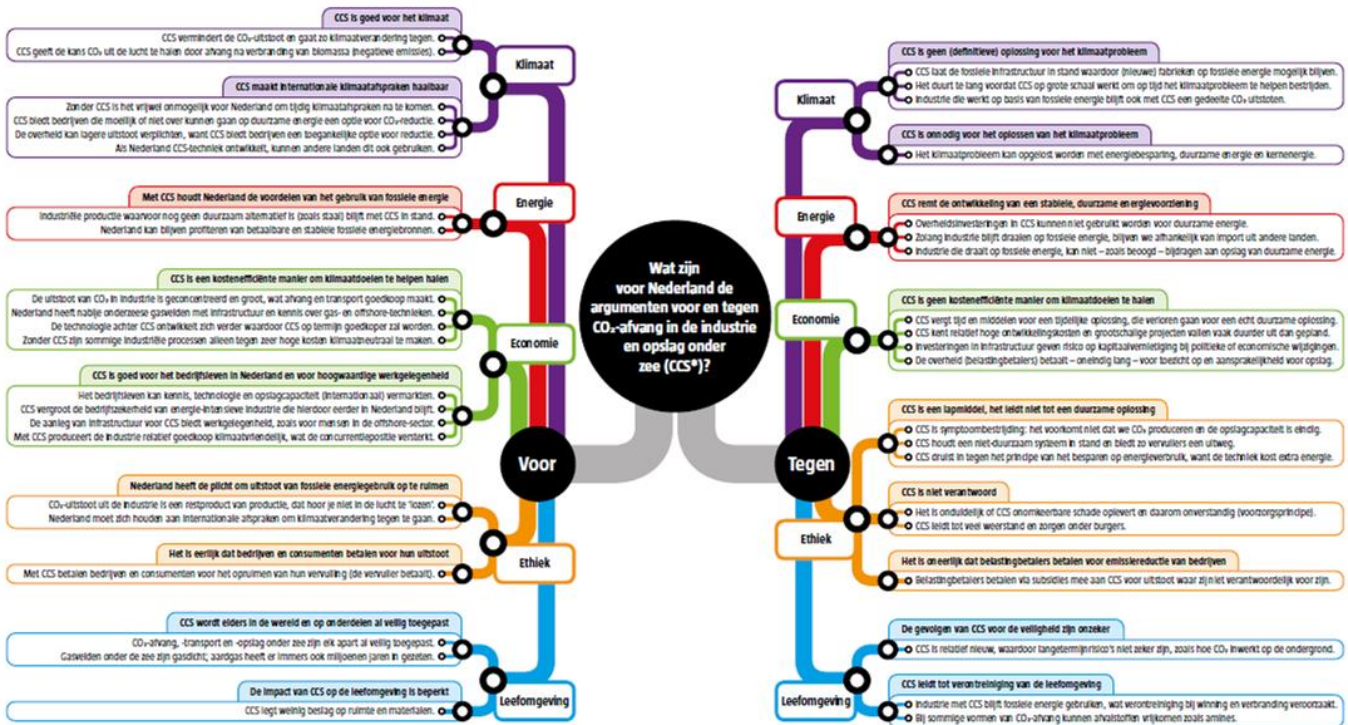 Wat zijn
voor Nederland de
argumenten voor en tegen
CO₂-afvang in de industrie
en opslag onder
zee (CCS*)?
Voor
Klimaat
CCS is goed voor het klimaat
CCS vermindert de CO₂-uitstoot en gaat zo klimaatverandering tegen.
CCS geeft de kans CO₂ uit de lucht te halen door afvang na verbranding van biomassa (negatieve emissies).
CCS maakt internationale klimaatafspraken haalbaar
Zonder CCS is het vrijwel onmogelijk voor Nederland om tijdig klimaatafspraken na te komen.
CCS biedt bedrijven die moeilijk of niet over kunnen gaan op duurzame energie een optie voor CO₂-reductie.
De overheid kan lagere uitstoot verplichten, want CCS biedt bedrijven een toegankelijke optie voor reductie.
Als Nederland CCS-techniek ontwikkelt, kunnen andere landen dit ook gebruiken.
Energie
Met CCS houdt Nederland de voordelen van het gebruik van fossiele energie
Industriële productie waarvoor nog geen duurzaam alternatief is (zoals staal) blijft met CCS in stand.
Nederland kan blijven profiteren van betaalbare en stabiele fossiele energiebronnen.
Economie
CCS is een kostenefficiënte manier om klimaatdoelen te helpen halen
De uitstoot van CO₂ in industrie is geconcentreerd en groot, wat afvang en transport goedkoop maakt.
Nederland heeft nabije onderzeese gasvelden met infrastructuur en kennis over gas- en offshore-technieken.
De technologie achter CCS ontwikkelt zich verder waardoor CCS op termijn goedkoper zal worden.
Zonder CCS zijn sommige industriële processen alleen tegen zeer hoge kosten klimaatneutraal te maken.
CCS is goed voor het bedrijfsleven in Nederland en voor hoogwaardige werkgelegenheid
Het bedrijfsleven kan kennis, technologie en opslagcapaciteit (internationaal) vermarkten.
CCS vergroot de bedrijfszekerheid van energie-intensieve industrie die hierdoor eerder in Nederland blijft.
De aanleg van infrastructuur voor CCS biedt werkgelegenheid, zoals voor mensen in de offshore-sector.
Met CCS produceert de industrie relatief goedkoop klimaatvriendelijk, wat de concurrentiepositie versterkt.
Ethiek
Nederland heeft de plicht om uitstoot van fossiele energiegebruik op te ruimen
CO₂-uitstoot uit de industrie is een restproduct van productie, dat hoor je niet in de lucht te 'lozen'.
Nederland moet zich houden aan internationale afspraken om klimaatverandering tegen te gaan.
Het is eerlijk dat bedrijven en consumenten betalen voor hun uitstoot
Met CCS betalen bedrijven en consumenten voor het opruimen van hun vervuiling (de vervuiler betaalt).
Leefomgeving
CCS wordt elders in de wereld en op onderdelen al veilig toegepast
CO₂-afvang, -transport en -opslag onder zee zijn elk apart al veilig toegepast.
Gasvelden onder de zee zijn gasdicht; aardgas heeft er immers ook miljoenen jaren in gezeten.
De impact van CCS op de leefomgeving is beperkt
CCS legt weinig beslag op ruimte en materialen.
Tegen
Klimaat
CCS is geen (definitieve) oplossing voor het klimaatprobleem
CCS laat de fossiele infrastructuur in stand waardoor (nieuwe) fabrieken op fossiele energie mogelijk blijven.
Het duurt te lang voordat CCS op grote schaal werkt om op tijd het klimaatprobleem te helpen bestrijden.
Industrie die werkt op basis van fossiele energie blijft ook met CCS een gedeelte CO₂ uitstoten.
CCS is onnodig voor het oplossen van het klimaatprobleem
Het klimaatprobleem kan opgelost worden met energiebesparing, duurzame energie en kernenergie.
Energie
CCS remt de ontwikkeling van een stabiele, duurzame energievoorziening
Overheidsinvesteringen in CCS kunnen niet gebruikt worden voor duurzame energie.
Zolang industrie blijft draaien op fossiele energie, blijven we afhankelijk van import uit andere landen.
Industrie die draait op fossiele energie, kan niet – zoals beoogd – bijdragen aan opslag van duurzame energie.
Economie
CCS is geen kostenefficiënte manier om klimaatdoelen te halen
CCS vergt tijd en middelen voor een tijdelijke oplossing, die verloren gaan voor een echt duurzame oplossing.
CCS kent relatief hoge ontwikkelingskosten en grootschalige projecten vallen vaak duurder uit dan gepland.
Investeringen in infrastructuur geven risico op kapitaalvernietiging bij politieke of economische wijzigingen.
De overheid (belastingbetalers) betaalt – oneindig lang – voor toezicht op en aansprakelijkheid voor opslag.
Ethiek
CCS is een lapmiddel, het leidt niet tot een duurzame oplossing
CCS is symptoombestrijding: het voorkomt niet dat we CO₂ produceren en de opslagcapaciteit is eindig.
CCS houdt een niet-duurzaam systeem in stand en biedt zo vervuilers een uitweg.
CCS druist in tegen het principe van het besparen op energieverbruik, want de techniek kost extra energie.
CCS is niet verantwoord
Het is onduidelijk of CCS onomkeerbare schade oplevert en daarom onverstandig (voorzorgsprincipe).
CCS leidt tot veel weerstand en zorgen onder burgers.
Het is oneerlijk dat belastingbetalers betalen voor emissiereductie van bedrijven
Belastingbetalers betalen via subsidies mee aan CCS voor uitstoot waar zij niet verantwoordelijk voor zijn.
Leefomgeving
De gevolgen van CCS voor de veiligheid zijn onzeker
CCS is relatief nieuw, waardoor langetermijnrisico's niet zeker zijn, zoals hoe CO₂ inwerkt op de ondergrond.
CCS leidt tot verontreiniging van de leefomgeving
Industrie met CCS blijft fossiele energie gebruiken, wat verontreiniging bij winning en verbranding veroorzaakt.
Bij sommige vormen van CO₂-afvang kunnen afvalstoffen vrijkomen zoals amines.